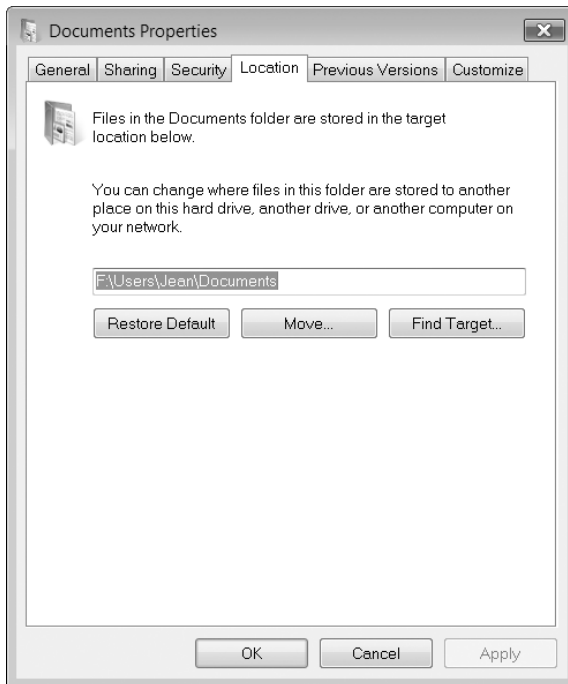 Documents Properties
General Sharing Security Location Previous Versions Customize
Files in the Documents folder are stored in the target
location below.
You can change where files in this folder are stored to another
place on this hard drive, another drive, or another computer on
your network.
F:\Users\Jean\Documents
Restore Default Move... Find Target...
OK Cancel Apply